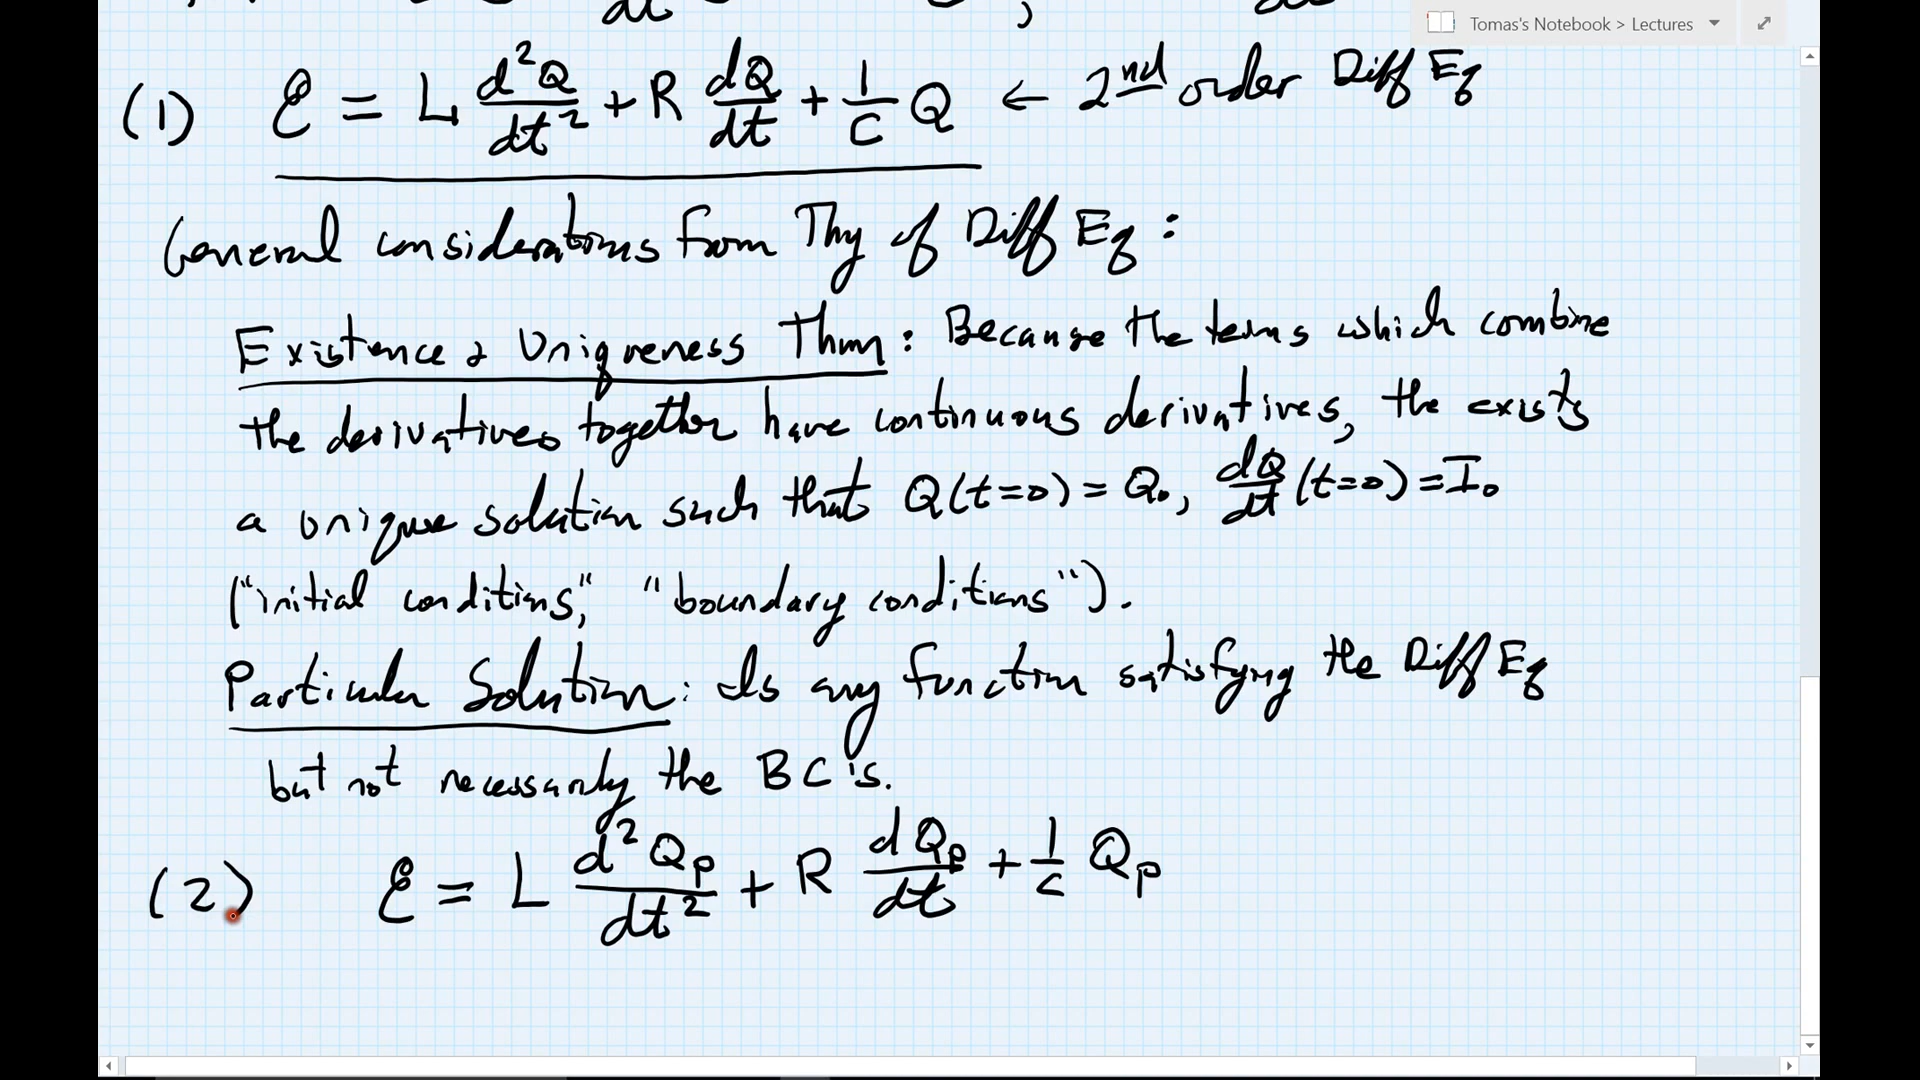 Tomas's Notebook > Lectures
(1) ℰ = L d²Q/dt² + R dQ/dt + 1/C Q ← 2nd order Diff Eq
General considerations from Thy of Diff Eq:
Existence & Uniqueness Thm: Because the terms which combine
the derivatives together have continuous derivatives, the exists
a unique solution such that Q(t=0) = Q₀, dQ/dt (t=0) = I₀
("initial conditions," "boundary conditions").
Particular Solution: Is any function satisfying the Diff Eq
but not necessarily the BC's.
(2) ℰ = L d²Qp/dt² + R dQp/dt + 1/C Qp